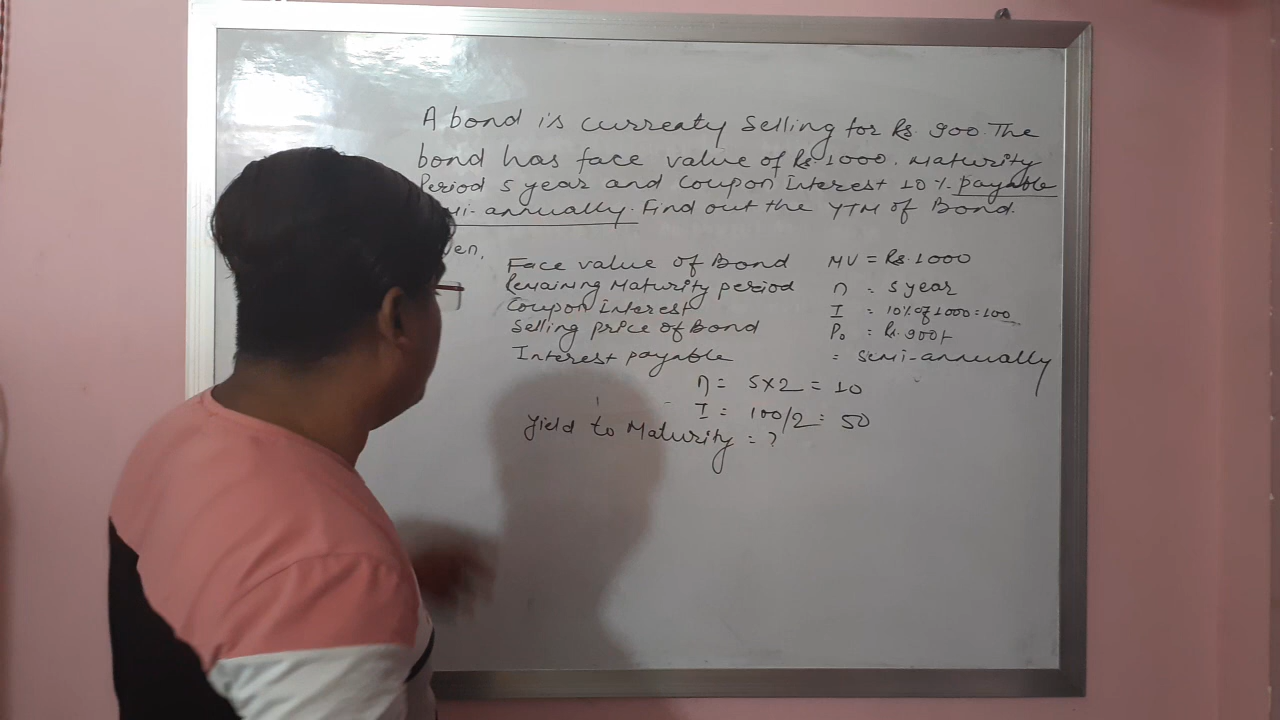 A bond is curreaty Selling for Rs. 900. The
bond has face value of Rs 1000. Maturity
Period 5 year and Coupon Interest 10 %. payable
annually. Find out the YTM of Bond.
Face value of Bond MV = Rs. 1000
Remaining Maturity period n = 5 year
Coupon Interest I = 10% of 1000 = 100
Selling price of Bond P₀ = Rs. 900/-
Interest payable = semi-annually
n = 5×2 = 10
I = 100/2 = 50
Yield to Maturity = ?